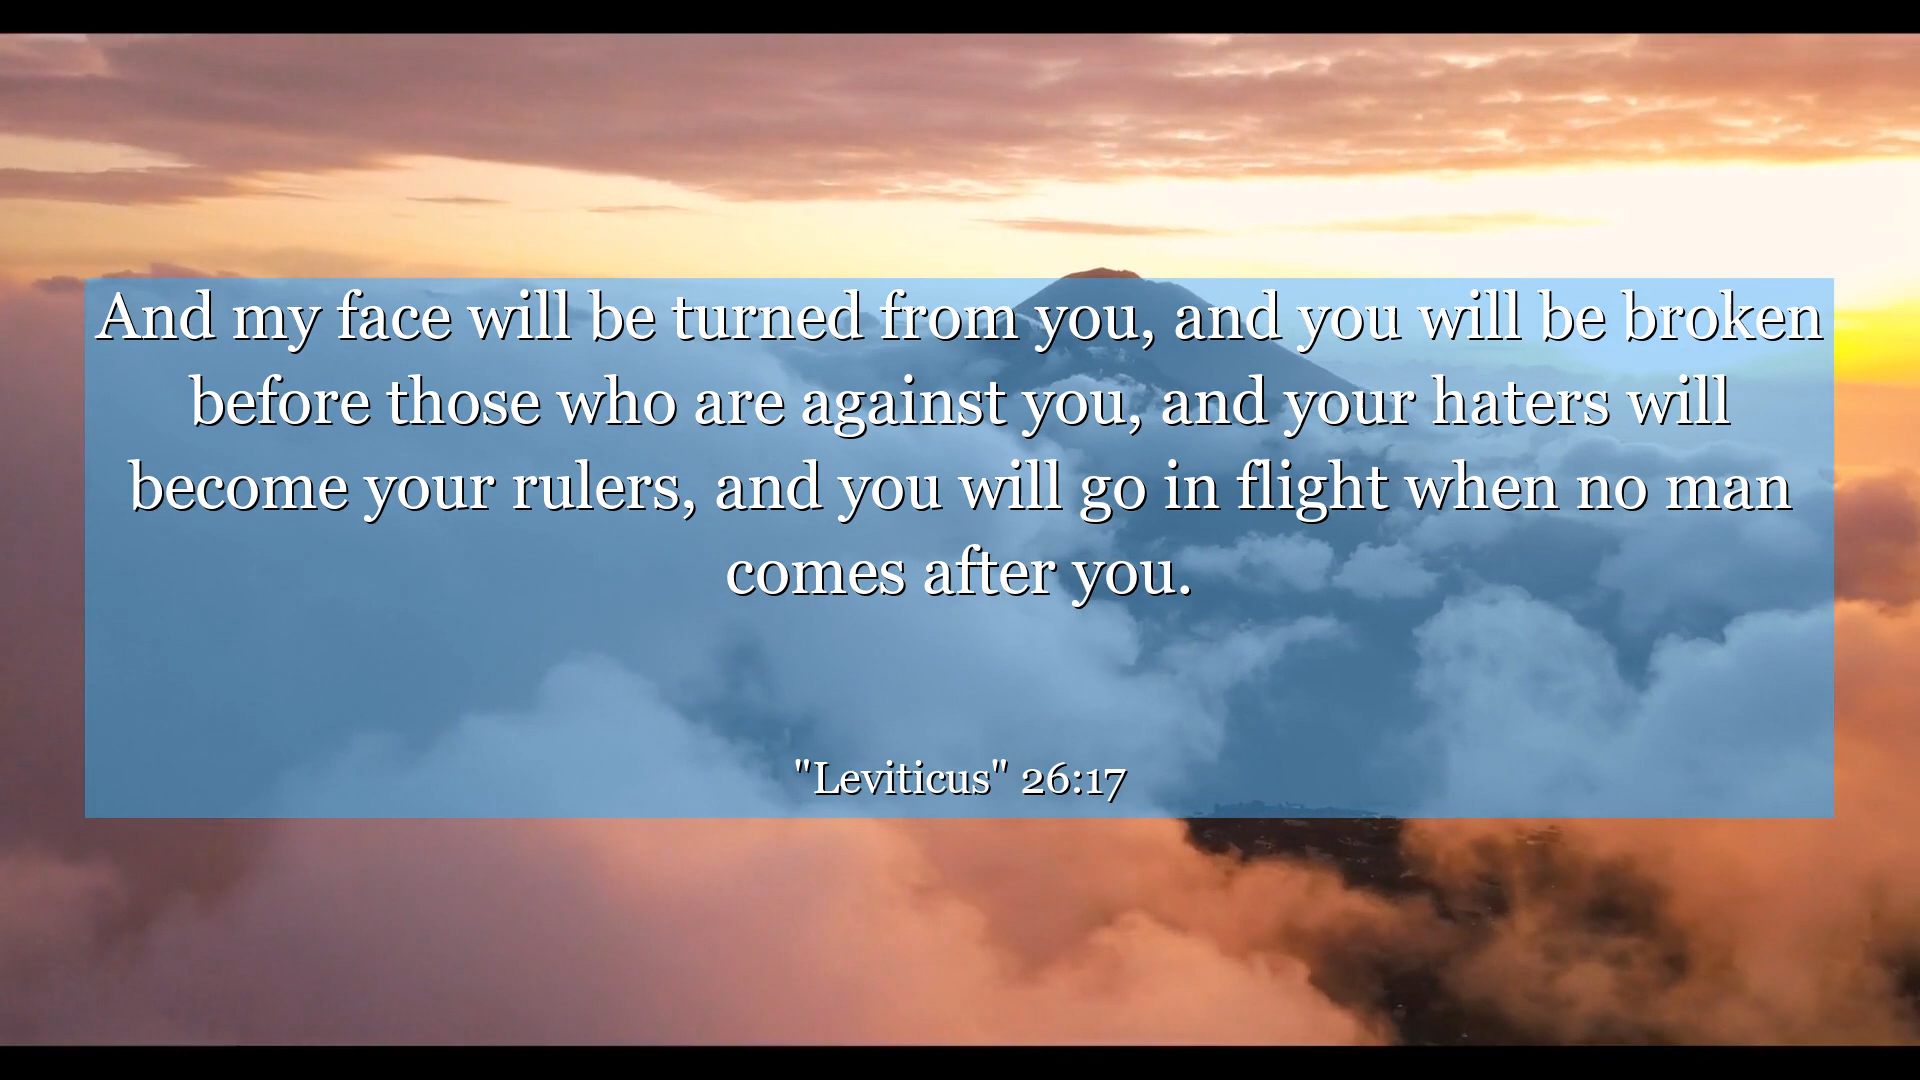 And my face will be turned from you, and you will be broken
before those who are against you, and your haters will
become your rulers, and you will go in flight when no man
comes after you.
"Leviticus" 26:17